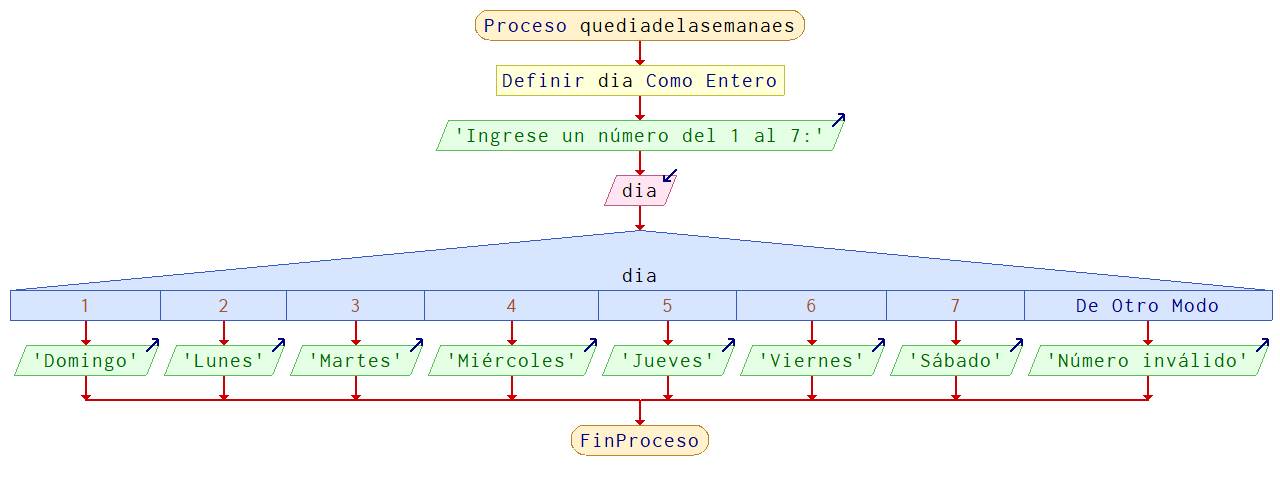 Proceso quediadelasemanaes
Definir dia Como Entero
'Ingrese un número del 1 al 7:'
dia
dia
1 2 3 4 5 6 7 De Otro Modo
'Domingo' 'Lunes' 'Martes' 'Miércoles' 'Jueves' 'Viernes' 'Sábado' 'Número inválido'
FinProceso